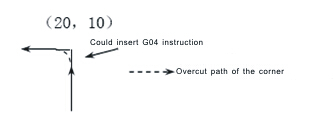 (20, 10)
Could insert G04 instruction
Overcut path of the corner